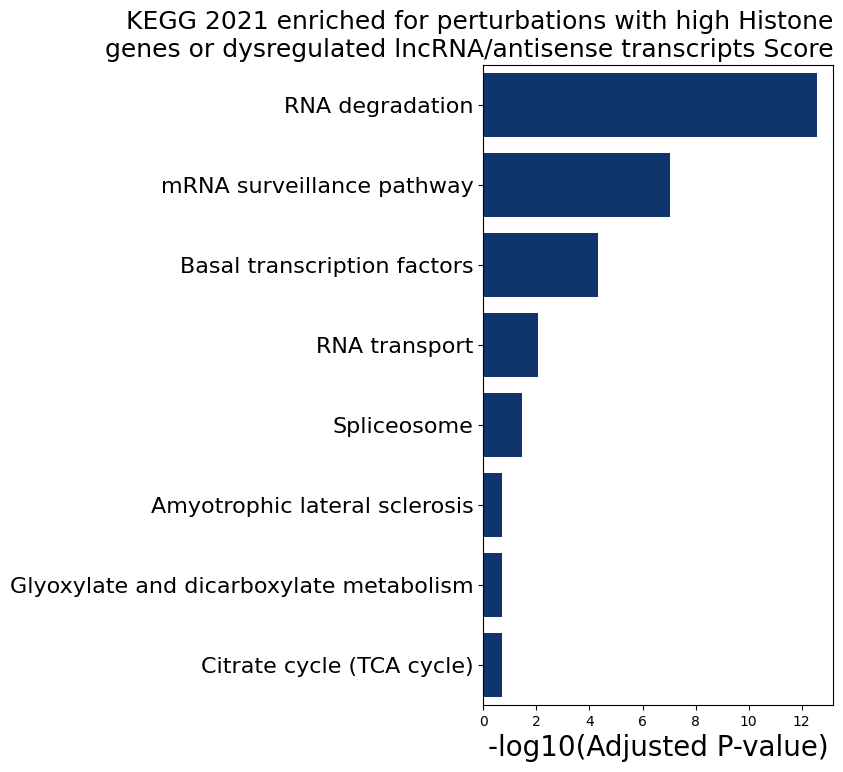 KEGG 2021 enriched for perturbations with high Histone
genes or dysregulated lncRNA/antisense transcripts Score
RNA degradation
mRNA surveillance pathway
Basal transcription factors
RNA transport
Spliceosome
Amyotrophic lateral sclerosis
Glyoxylate and dicarboxylate metabolism
Citrate cycle (TCA cycle)
0 2 4 6 8 10 12
-log10(Adjusted P-value)